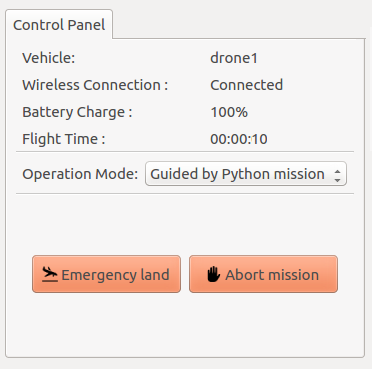 Control Panel
Vehicle: drone1
Wireless Connection : Connected
Battery Charge : 100%
Flight Time : 00:00:10
Operation Mode: Guided by Python mission
Emergency land Abort mission